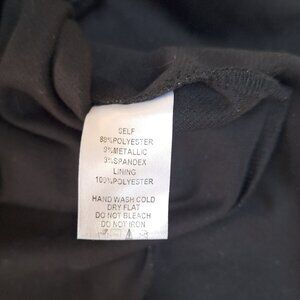 SELF
88%POLYESTER
9%METALLIC
3%SPANDEX
LINING
100%POLYESTER
HAND WASH COLD
DRY FLAT
DO NOT BLEACH
DO NOT IRON